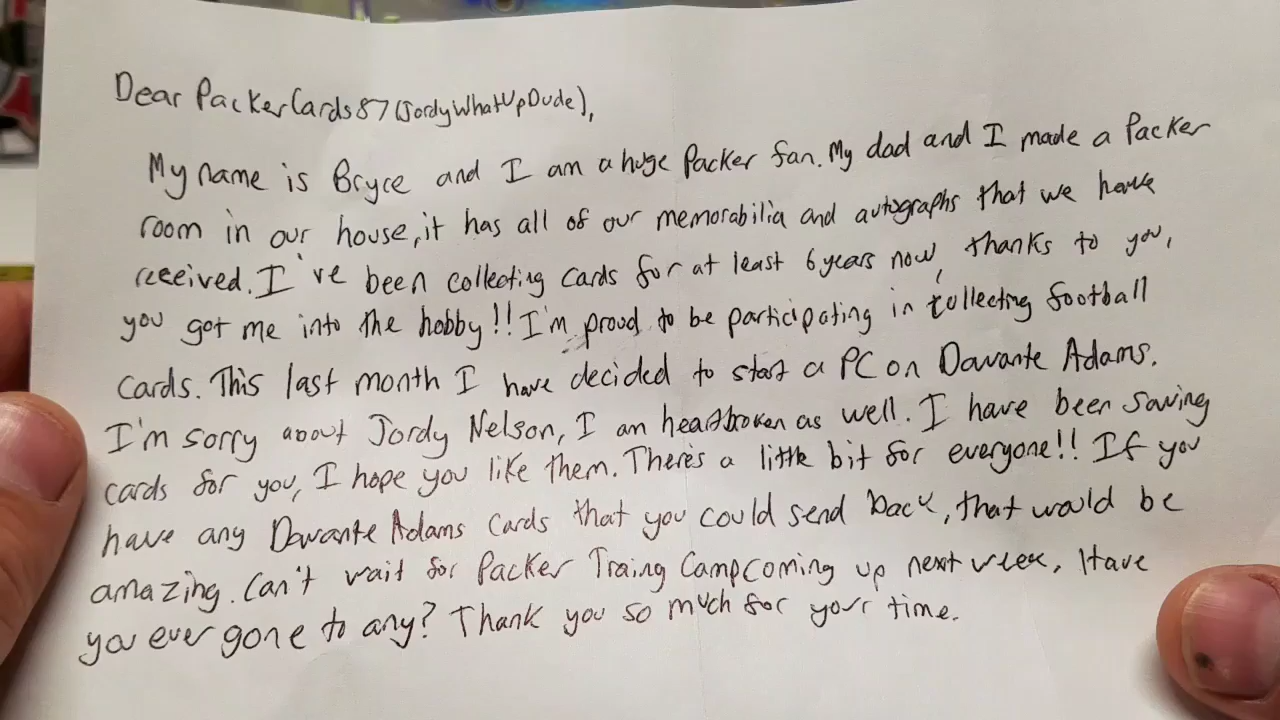 Dear PackerCards87(JordyWhatUpDude),
My name is Bryce and I am a huge Packer fan. My dad and I made a Packer
room in our house, it has all of our memorabilia and autographs that we have
received. I've been collecting cards for at least 6 years now, thanks to you,
you got me into the hobby!! I'm proud to be participating in collecting football
cards. This last month I have decided to start a PC on Davante Adams.
I'm sorry about Jordy Nelson, I am heartbroken as well. I have been saving
cards for you, I hope you like them. There's a little bit for everyone!! If you
have any Davante Adams cards that you could send back, that would be
amazing. Can't wait for Packer Traing Camp coming up next week, Have
you ever gone to any? Thank you so much for your time.